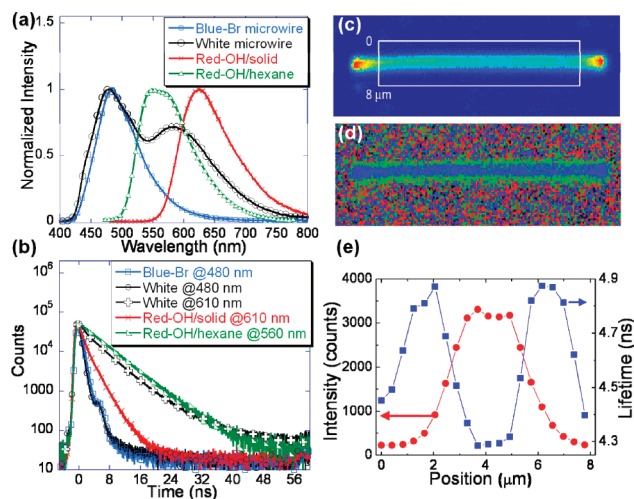 (a)
1.5
1
0.5
0
Normalized Intensity
Blue-Br microwire
White microwire
Red-OH/solid
Red-OH/hexane
400 450 500 550 600 650 700 750 800
Wavelength (nm)
(b)
10^6
10^5
10^4
1000
100
10
Counts
Blue-Br @480 nm
White @480 nm
White @610 nm
Red-OH/solid @610 nm
Red-OH/hexane @560 nm
0 8 16 24 32 40 48 56
Time (ns)
(c)
0
8 μm
(d)
(e)
4000
3000
2000
1000
0
Intensity (counts)
4.9
4.7
4.5
4.3
Lifetime (ns)
0 2 4 6 8
Position (μm)